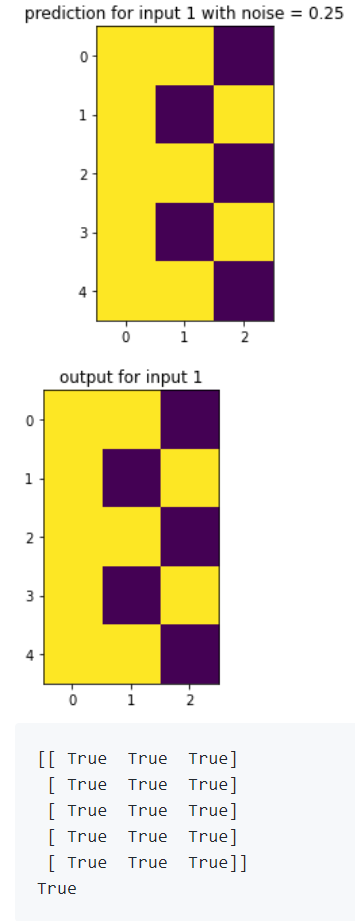 prediction for input 1 with noise = 0.25
0
1
2
3
4
0 1 2
output for input 1
0
1
2
3
4
0 1 2
[[ True True True]
[ True True True]
[ True True True]
[ True True True]
[ True True True]]
True